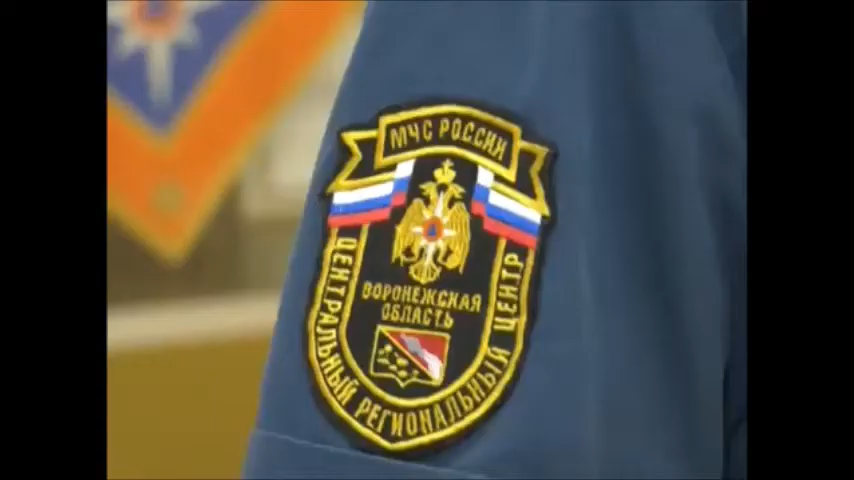 МЧС РОССИИ
ВОРОНЕЖСКАЯ
ОБЛАСТЬ
ЦЕНТРАЛЬНЫЙ РЕГИОНАЛЬНЫЙ ЦЕНТР